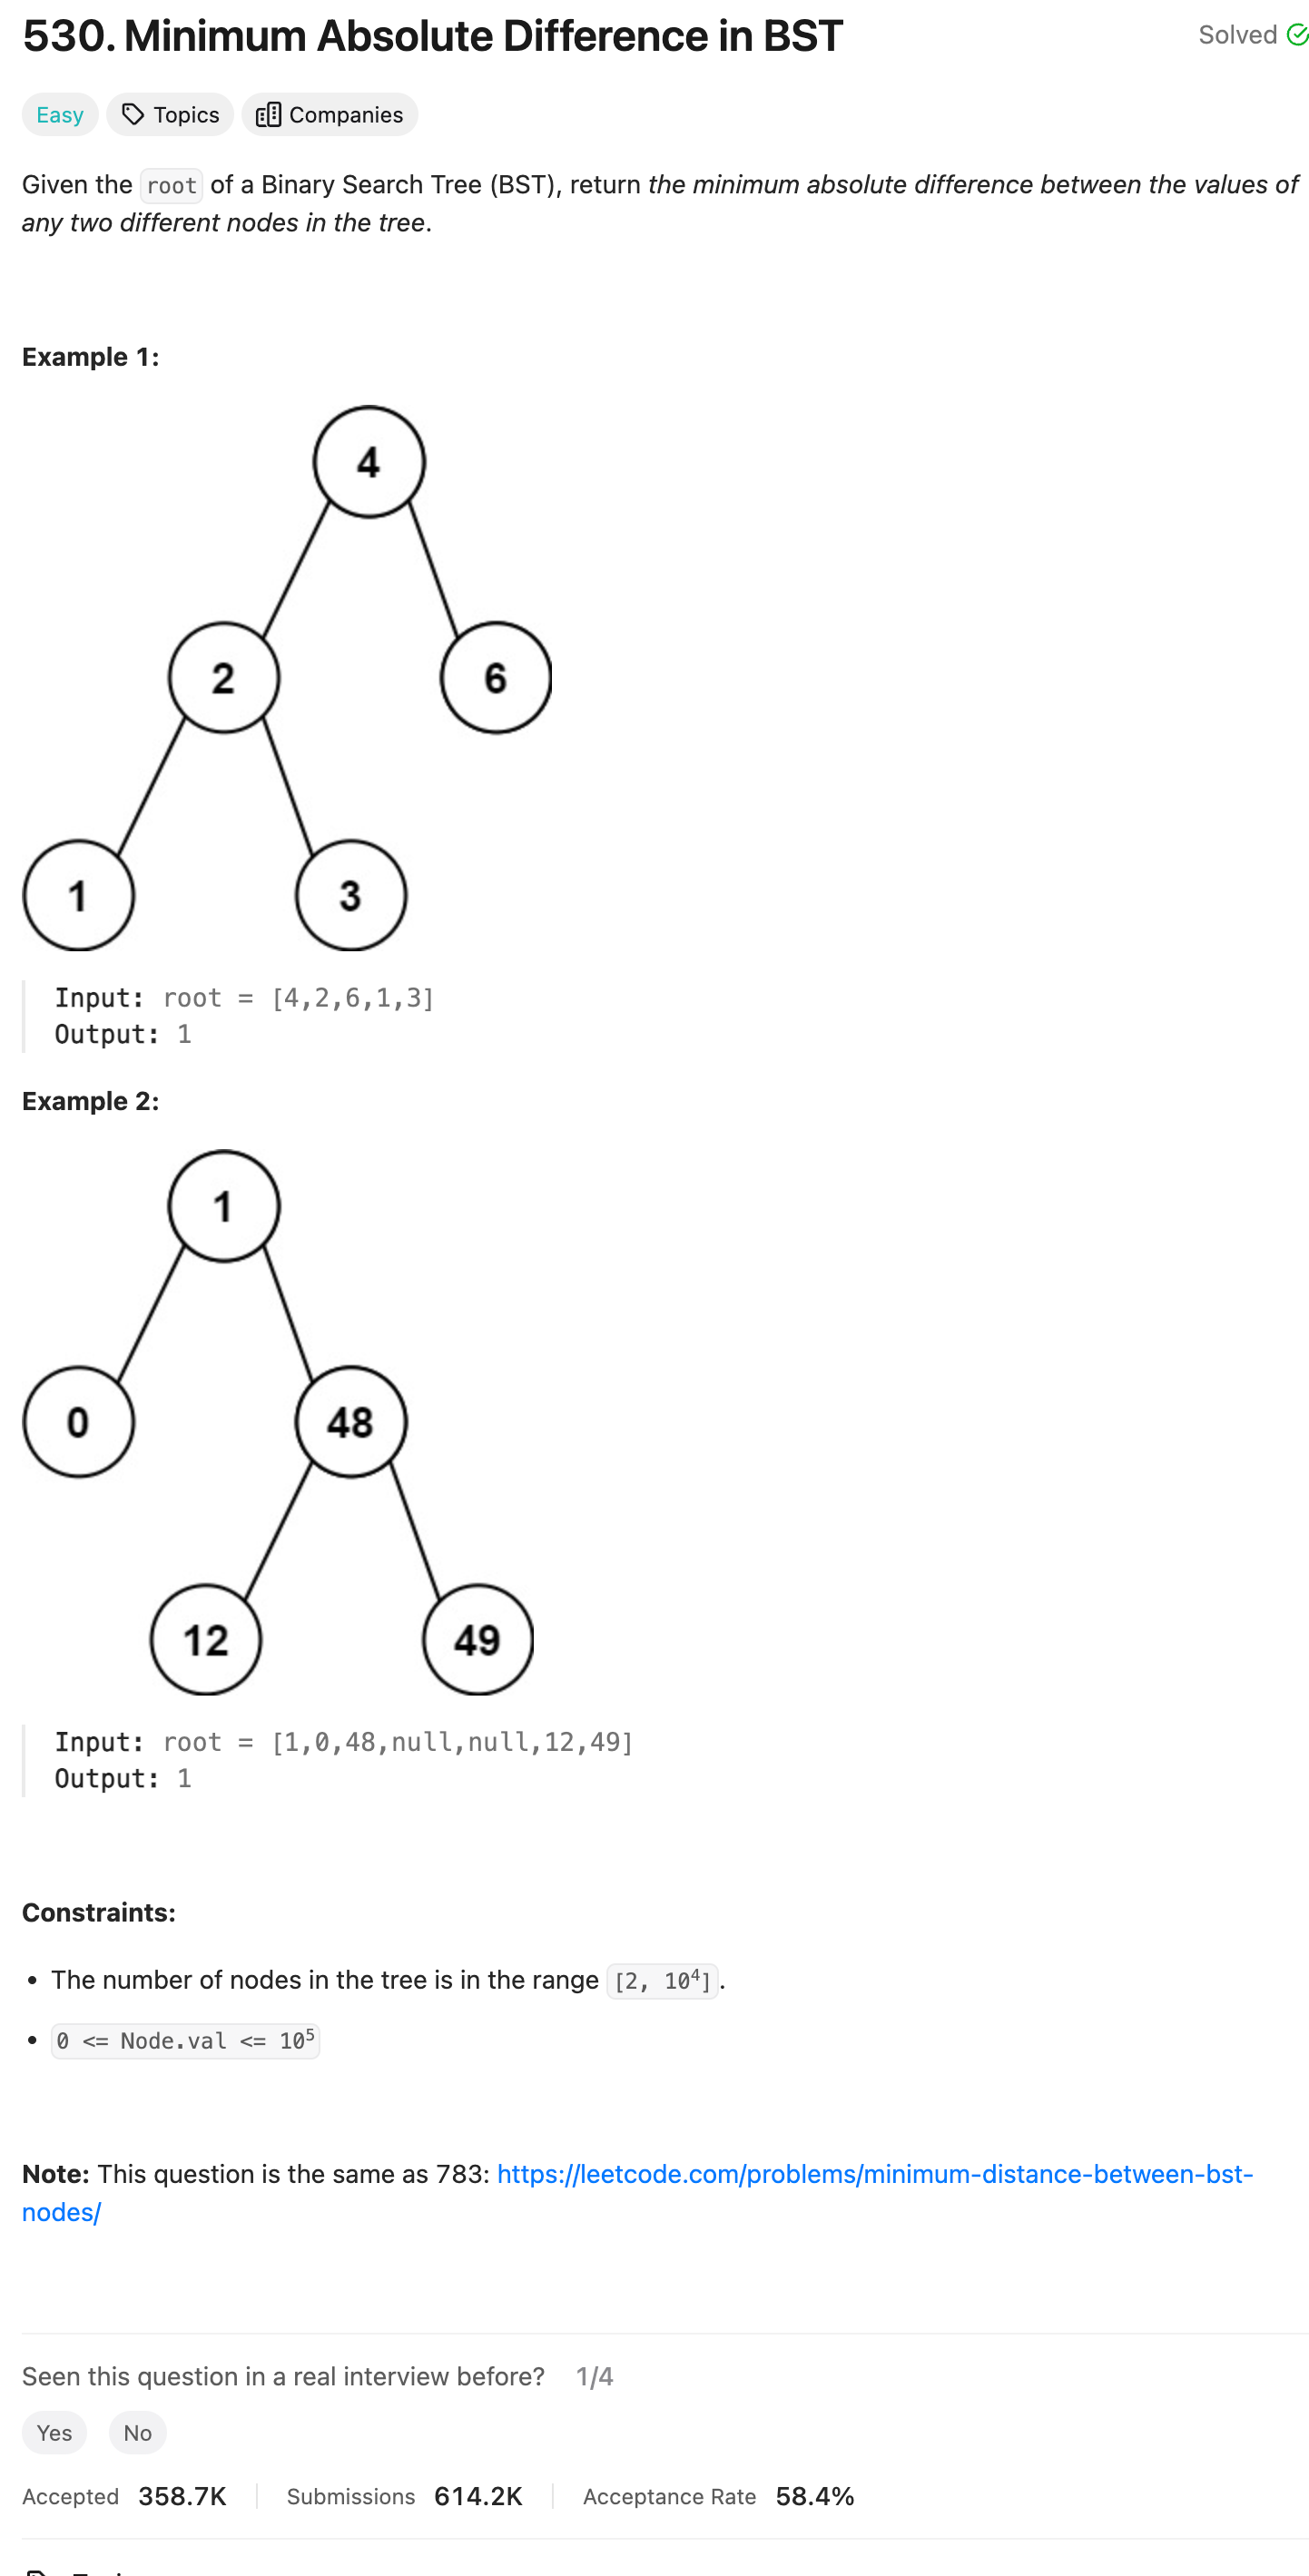 530. Minimum Absolute Difference in BST
Solved
Easy
Topics
Companies
Given the root of a Binary Search Tree (BST), return the minimum absolute difference between the values of
any two different nodes in the tree.
Example 1:
4
2
6
1
3
Input: root = [4,2,6,1,3]
Output: 1
Example 2:
1
0
48
12
49
Input: root = [1,0,48,null,null,12,49]
Output: 1
Constraints:
• The number of nodes in the tree is in the range [2, 10⁴].
• 0 <= Node.val <= 10⁵
Note: This question is the same as 783: https://leetcode.com/problems/minimum-distance-between-bst-
nodes/
Seen this question in a real interview before? 1/4
Yes
No
Accepted 358.7K
Submissions 614.2K
Acceptance Rate 58.4%